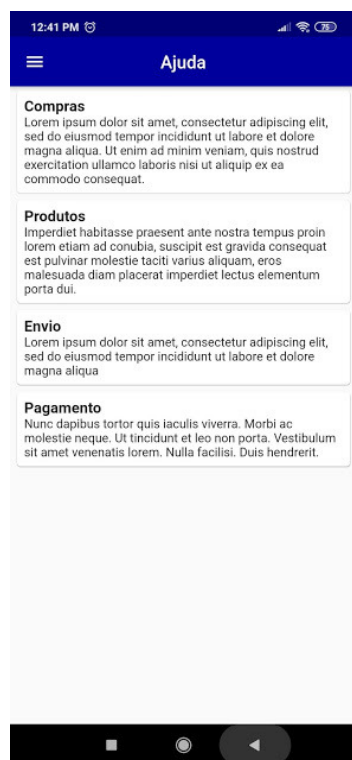 12:41 PM
75
Ajuda
Compras
Lorem ipsum dolor sit amet, consectetur adipiscing elit,
sed do eiusmod tempor incididunt ut labore et dolore
magna aliqua. Ut enim ad minim veniam, quis nostrud
exercitation ullamco laboris nisi ut aliquip ex ea
commodo consequat.
Produtos
Imperdiet habitasse praesent ante nostra tempus proin
lorem etiam ad conubia, suscipit est gravida consequat
est pulvinar molestie taciti varius aliquam, eros
malesuada diam placerat imperdiet lectus elementum
porta dui.
Envio
Lorem ipsum dolor sit amet, consectetur adipiscing elit,
sed do eiusmod tempor incididunt ut labore et dolore
magna aliqua
Pagamento
Nunc dapibus tortor quis iaculis viverra. Morbi ac
molestie neque. Ut tincidunt et leo non porta. Vestibulum
sit amet venenatis lorem. Nulla facilisi. Duis hendrerit.